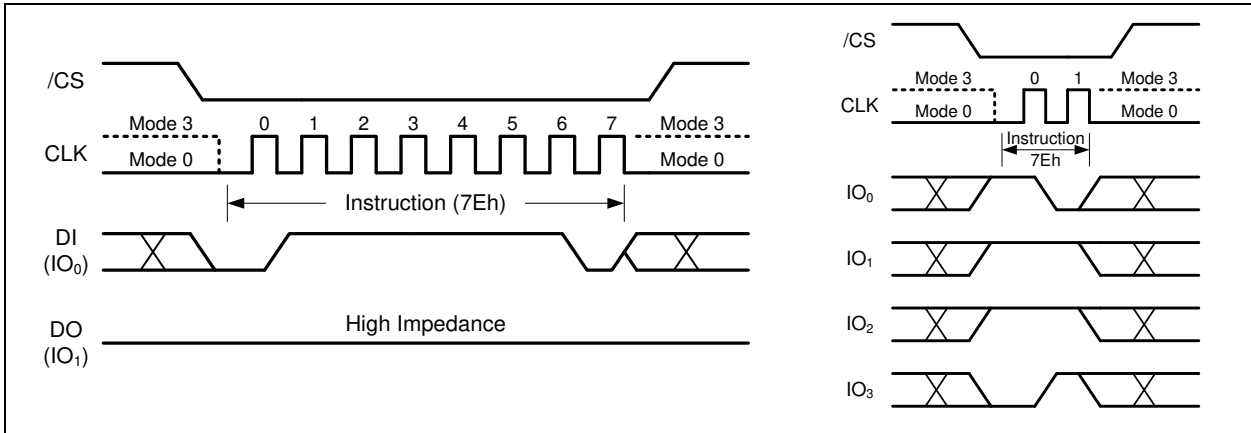 /CS
Mode 3 0 1 2 3 4 5 6 7 Mode 3
CLK
Mode 0 Mode 0
Instruction (7Eh)
DI
(IO₀)
DO
(IO₁)
High Impedance
/CS
Mode 3 0 1 Mode 3
CLK
Mode 0 Mode 0
Instruction
7Eh
IO₀
IO₁
IO₂
IO₃